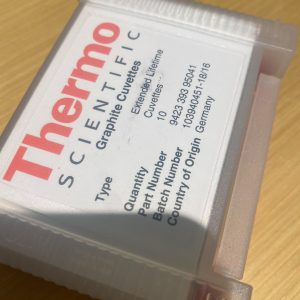 Thermo
SCIENTIFIC
Graphite Cuvettes
Type Extended Lifetime
Cuvettes
Quantity 10
Part Number 9423 393 95041
Batch Number 103940451-18/16
Country of Origin Germany